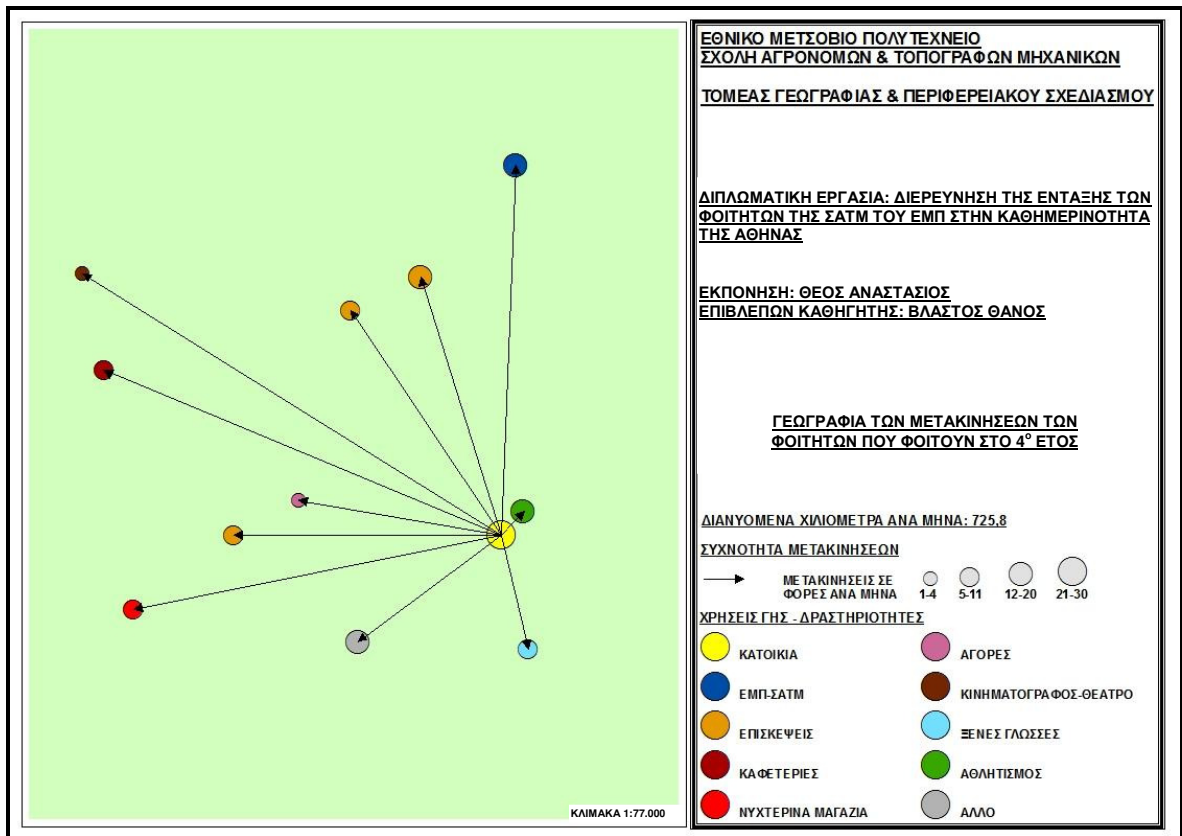 ΕΘΝΙΚΟ ΜΕΤΣΟΒΙΟ ΠΟΛΥΤΕΧΝΕΙΟ
ΣΧΟΛΗ ΑΓΡΟΝΟΜΩΝ & ΤΟΠΟΓΡΑΦΩΝ ΜΗΧΑΝΙΚΩΝ
ΤΟΜΕΑΣ ΓΕΩΓΡΑΦΙΑΣ & ΠΕΡΙΦΕΡΕΙΑΚΟΥ ΣΧΕΔΙΑΣΜΟΥ
ΔΙΠΛΩΜΑΤΙΚΗ ΕΡΓΑΣΙΑ: ΔΙΕΡΕΥΝΗΣΗ ΤΗΣ ΕΝΤΑΞΗΣ ΤΩΝ
ΦΟΙΤΗΤΩΝ ΤΗΣ ΣΑΤΜ ΤΟΥ ΕΜΠ ΣΤΗΝ ΚΑΘΗΜΕΡΙΝΟΤΗΤΑ
ΤΗΣ ΑΘΗΝΑΣ
ΕΚΠΟΝΗΣΗ: ΘΕΟΣ ΑΝΑΣΤΑΣΙΟΣ
ΕΠΙΒΛΕΠΩΝ ΚΑΘΗΓΗΤΗΣ: ΒΛΑΣΤΟΣ ΘΑΝΟΣ
ΓΕΩΓΡΑΦΙΑ ΤΩΝ ΜΕΤΑΚΙΝΗΣΕΩΝ ΤΩΝ
ΦΟΙΤΗΤΩΝ ΠΟΥ ΦΟΙΤΟΥΝ ΣΤΟ 4ο ΕΤΟΣ
ΔΙΑΝΥΟΜΕΝΑ ΧΙΛΙΟΜΕΤΡΑ ΑΝΑ ΜΗΝΑ: 725,8
ΣΥΧΝΟΤΗΤΑ ΜΕΤΑΚΙΝΗΣΕΩΝ
ΜΕΤΑΚΙΝΗΣΕΙΣ ΣΕ
ΦΟΡΕΣ ΑΝΑ ΜΗΝΑ 1-4 5-11 12-20 21-30
ΧΡΗΣΕΙΣ ΓΗΣ - ΔΡΑΣΤΗΡΙΟΤΗΤΕΣ
ΚΑΤΟΙΚΙΑ ΑΓΟΡΕΣ
ΕΜΠ-ΣΑΤΜ ΚΙΝΗΜΑΤΟΓΡΑΦΟΣ-ΘΕΑΤΡΟ
ΕΠΙΣΚΕΨΕΙΣ ΞΕΝΕΣ ΓΛΩΣΣΕΣ
ΚΑΦΕΤΕΡΙΕΣ ΑΘΛΗΤΙΣΜΟΣ
ΝΥΧΤΕΡΙΝΑ ΜΑΓΑΖΙΑ ΑΛΛΟ
ΚΛΙΜΑΚΑ 1:77.000